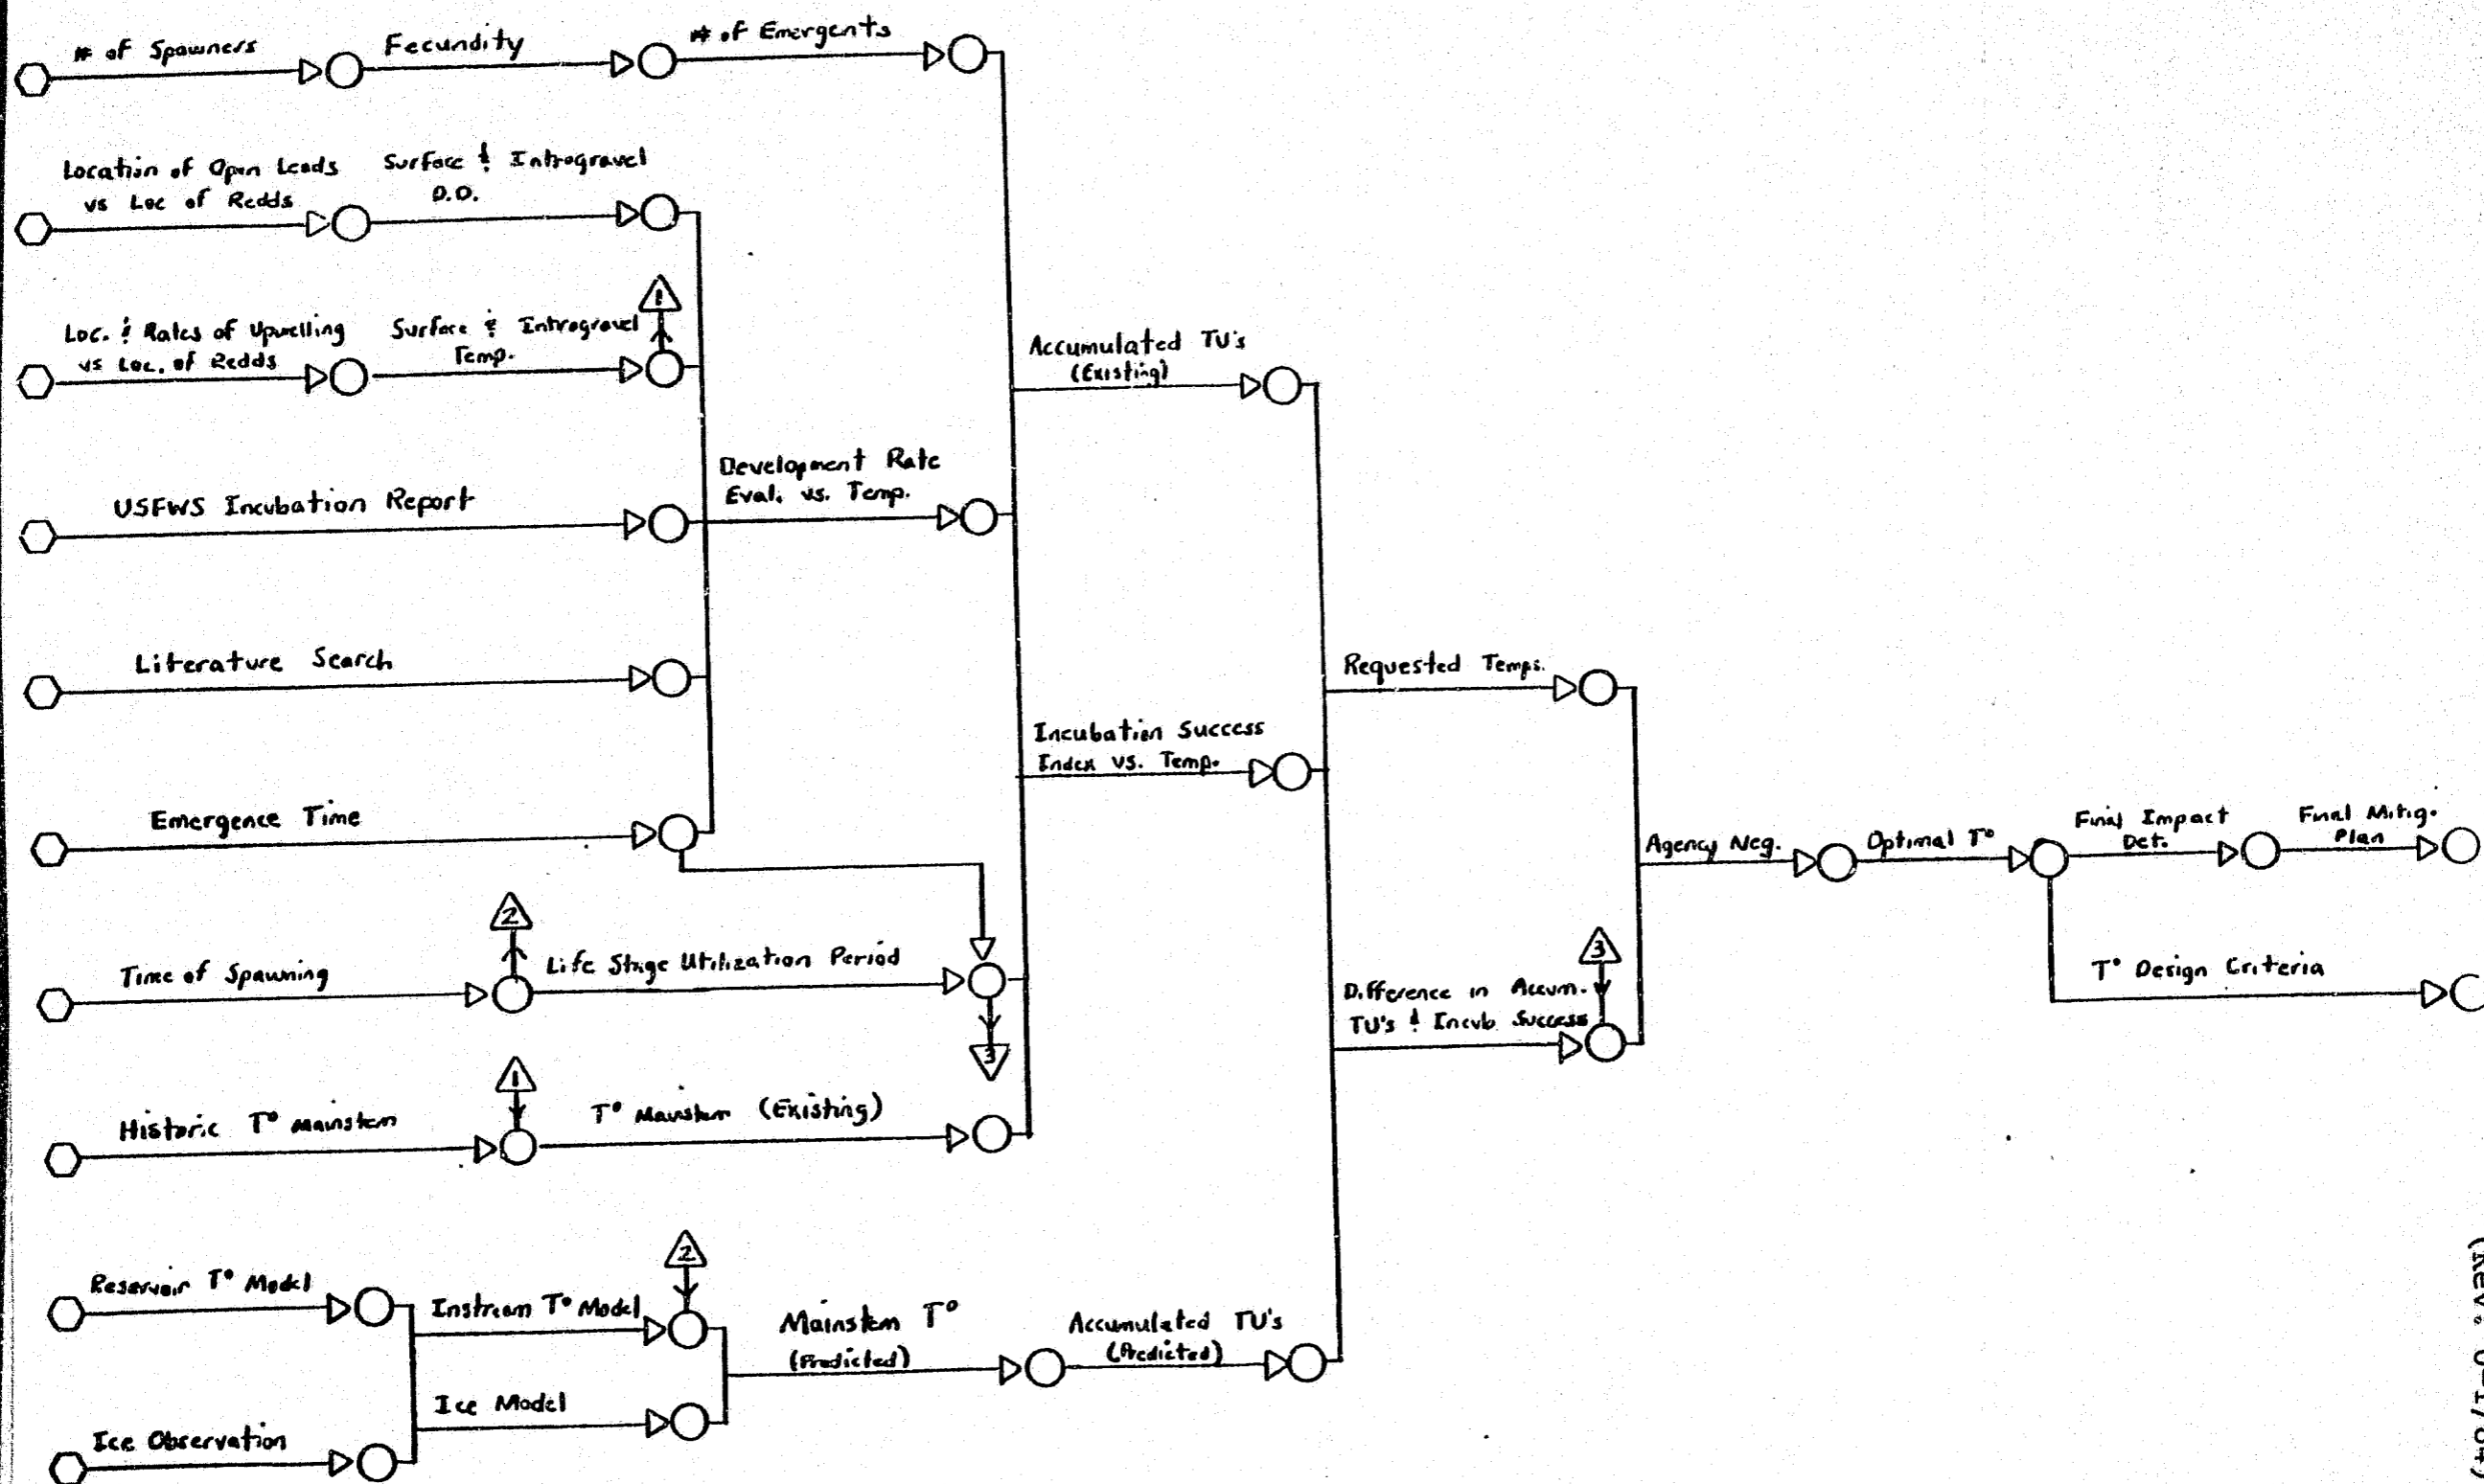 # of Spawners
Fecundity
# of Emergents
Location of Open Leads
vs Loc of Redds
Surface & Introgravel
D.O.
Loc. & Rates of Upwelling
vs Loc. of Redds
Surface & Introgravel
Temp.
1
USFWS Incubation Report
Development Rate
Eval. vs. Temp.
Literature Search
Emergence Time
Accumulated TU's
(Existing)
Incubation Success
Index vs. Temp.
Time of Spawning
2
Life Stage Utilization Period
3
Historic T° Mainstem
1
T° Mainstem (Existing)
Reservoir T° Model
Instream T° Model
2
Ice Observation
Ice Model
Mainstem T°
(Predicted)
Accumulated TU's
(Predicted)
Requested Temps.
Difference in Accum.
TU's & Incub. Success
3
Agency Neg.
Optimal T°
Final Impact
Det.
Final Mitig.
Plan
T° Design Criteria